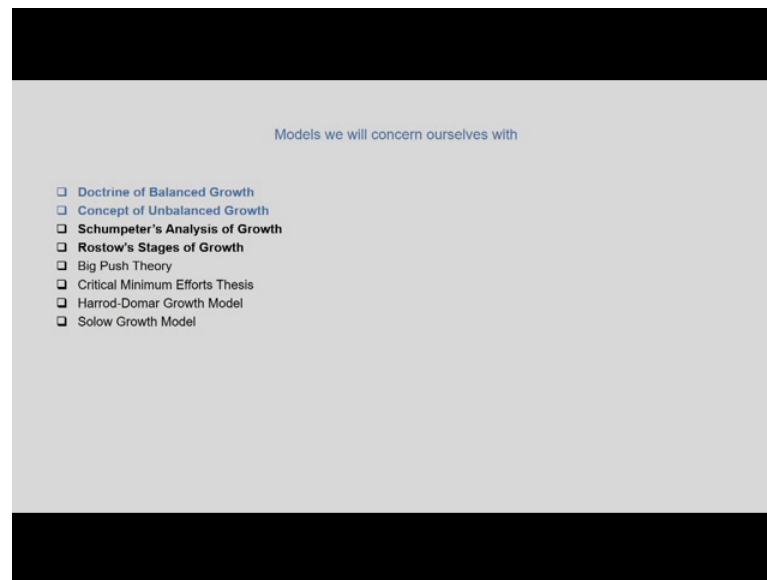 Models we will concern ourselves with
❑ Doctrine of Balanced Growth
❑ Concept of Unbalanced Growth
❑ Schumpeter's Analysis of Growth
❑ Rostow's Stages of Growth
❑ Big Push Theory
❑ Critical Minimum Efforts Thesis
❑ Harrod-Domar Growth Model
❑ Solow Growth Model